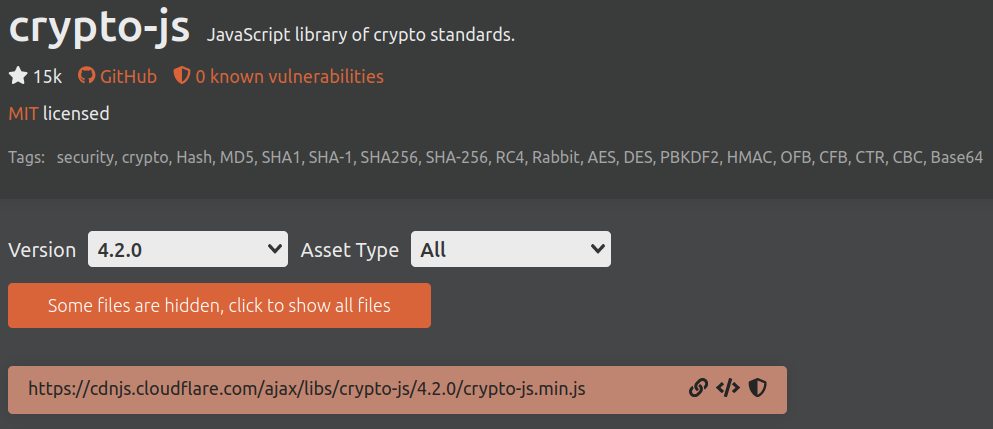 crypto-js JavaScript library of crypto standards.
15k GitHub 0 known vulnerabilities
MIT licensed
Tags: security, crypto, Hash, MD5, SHA1, SHA-1, SHA256, SHA-256, RC4, Rabbit, AES, DES, PBKDF2, HMAC, OFB, CFB, CTR, CBC, Base64
Version 4.2.0 Asset Type All
Some files are hidden, click to show all files
https://cdnjs.cloudflare.com/ajax/libs/crypto-js/4.2.0/crypto-js.min.js